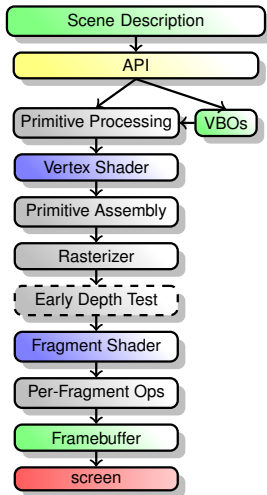 Scene Description
API
Primitive Processing
VBOs
Vertex Shader
Primitive Assembly
Rasterizer
Early Depth Test
Fragment Shader
Per-Fragment Ops
Framebuffer
screen